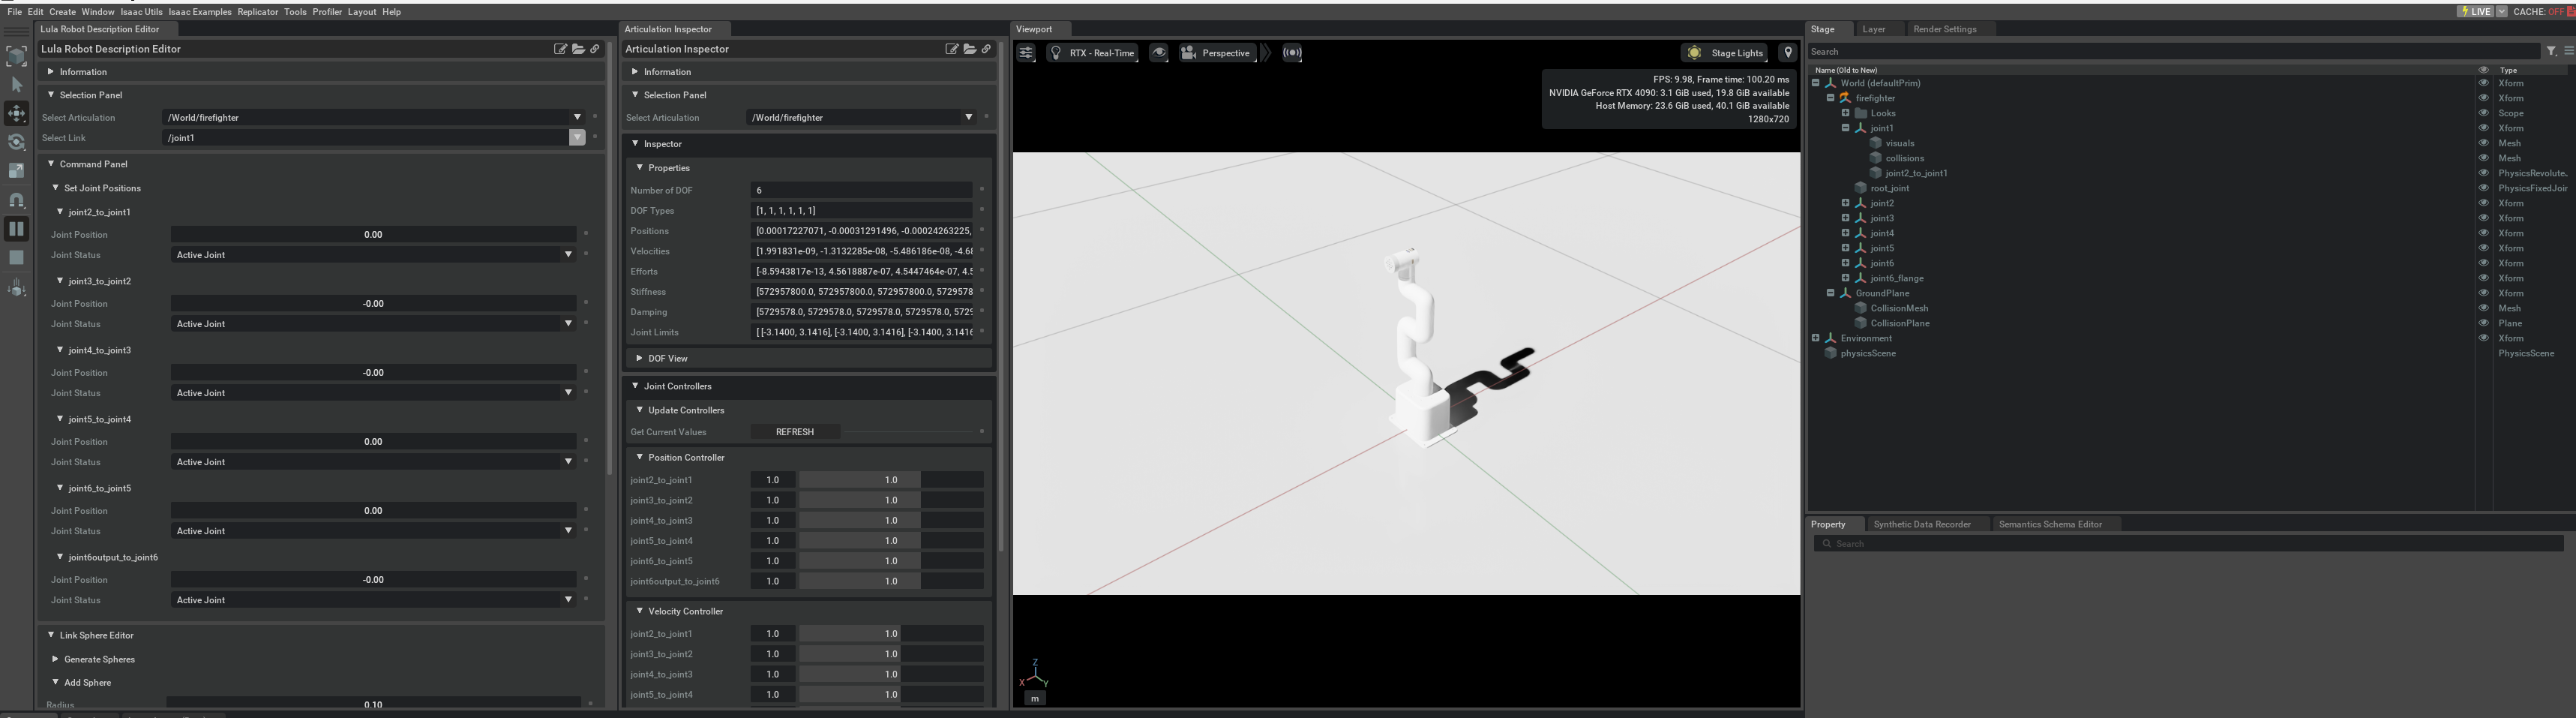 File Edit Create Window Isaac Utils Isaac Examples Replicator Tools Profiler Layout Help
LIVE CACHE: OFF
Lula Robot Description Editor
Lula Robot Description Editor
Information
Selection Panel
Select Articulation /World/firefighter
Select Link /joint1
Command Panel
Set Joint Positions
joint2_to_joint1
Joint Position 0.00
Joint Status Active Joint
joint3_to_joint2
Joint Position -0.00
Joint Status Active Joint
joint4_to_joint3
Joint Position -0.00
Joint Status Active Joint
joint5_to_joint4
Joint Position 0.00
Joint Status Active Joint
joint6_to_joint5
Joint Position 0.00
Joint Status Active Joint
joint6output_to_joint6
Joint Position -0.00
Joint Status Active Joint
Link Sphere Editor
Generate Spheres
Add Sphere
Radius 0.10
Articulation Inspector
Articulation Inspector
Information
Selection Panel
Select Articulation /World/firefighter
Inspector
Properties
Number of DOF 6
DOF Types [1, 1, 1, 1, 1, 1]
Positions [0.00017227071, -0.00031291496, -0.00024263225,
Velocities [1.991831e-09, -1.3132285e-08, -5.486186e-08, -4.68
Efforts [-8.5943817e-13, 4.5618887e-07, 4.5447464e-07, 4.5
Stiffness [572957800.0, 572957800.0, 572957800.0, 5729578
Damping [5729578.0, 5729578.0, 5729578.0, 5729578.0, 5729
Joint Limits [ [-3.1400, 3.1416], [-3.1400, 3.1416], [-3.1400, 3.1416
DOF View
Joint Controllers
Update Controllers
Get Current Values REFRESH
Position Controller
joint2_to_joint1 1.0 1.0
joint3_to_joint2 1.0 1.0
joint4_to_joint3 1.0 1.0
joint5_to_joint4 1.0 1.0
joint6_to_joint5 1.0 1.0
joint6output_to_joint6 1.0 1.0
Velocity Controller
joint2_to_joint1 1.0 1.0
joint3_to_joint2 1.0 1.0
joint4_to_joint3 1.0 1.0
joint5_to_joint4 1.0 1.0
Viewport
RTX - Real-Time Perspective Stage Lights
FPS: 9.98, Frame time: 100.20 ms
NVIDIA GeForce RTX 4090: 3.1 GiB used, 19.8 GiB available
Host Memory: 23.6 GiB used, 40.1 GiB available
1280x720
Z
X Y
m
Stage Layer Render Settings
Search
Name (Old to New) Type
World (defaultPrim) Xform
firefighter Xform
Looks Scope
joint1 Xform
visuals Mesh
collisions Mesh
joint2_to_joint1 PhysicsRevolute.
root_joint PhysicsFixedJoir
joint2 Xform
joint3 Xform
joint4 Xform
joint5 Xform
joint6 Xform
joint6_flange Xform
GroundPlane Xform
CollisionMesh Mesh
CollisionPlane Plane
Environment Xform
physicsScene PhysicsScene
Property Synthetic Data Recorder Semantics Schema Editor
Search